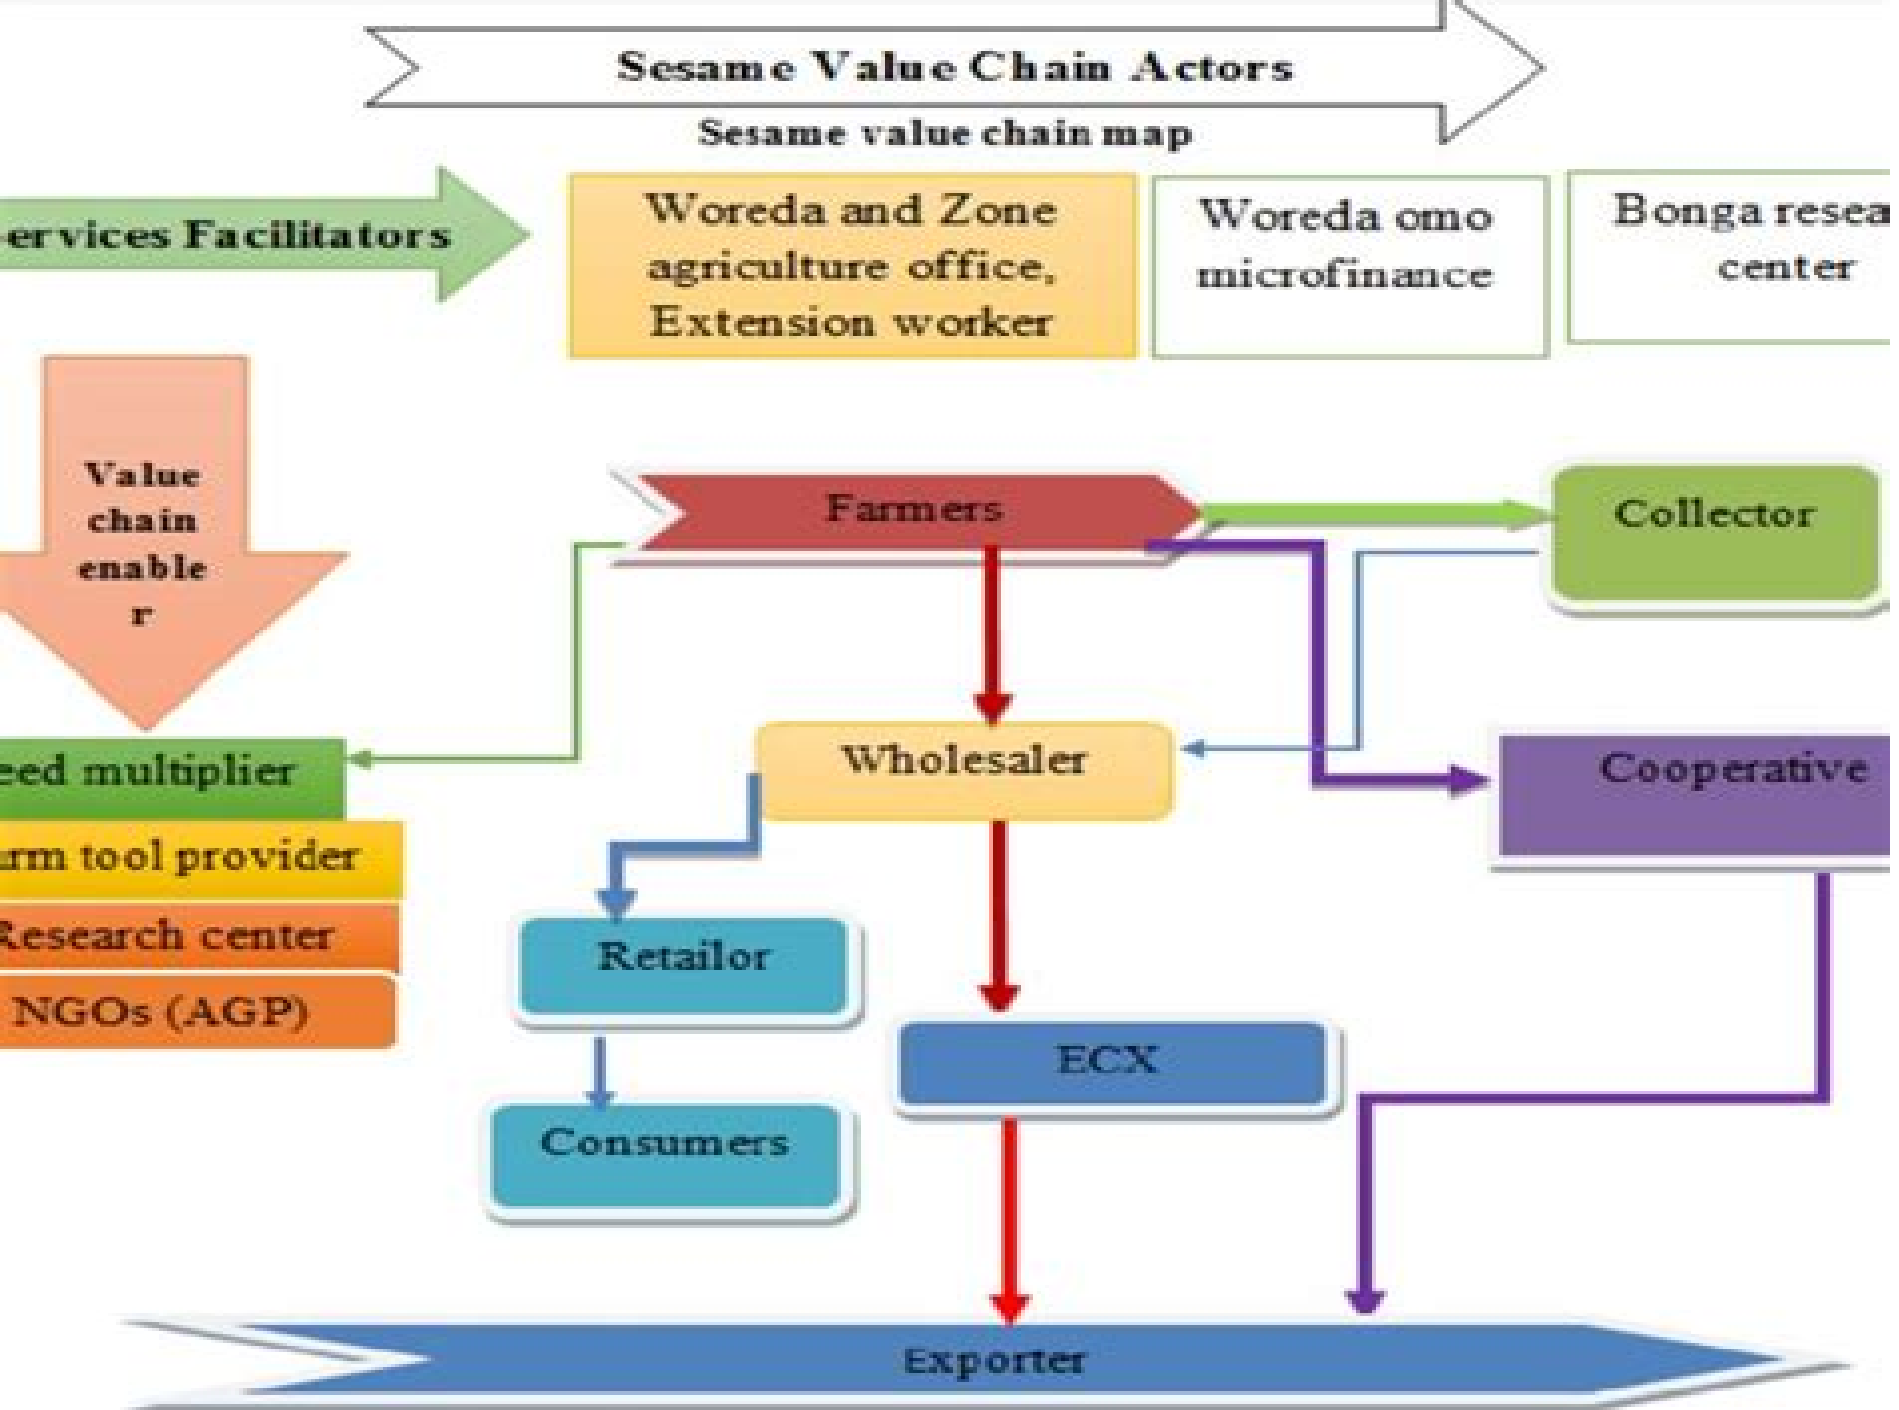 Sesame Value Chain Actors
Sesame value chain map
ervices Facilitators
Woreda and Zone
agriculture office,
Extension worker
Woreda omo
microfinance
Bonga resea
center
Value
chain
enable
r
Farmers
Collector
eed multiplier
Wholesaler
Cooperative
arm tool provider
Research center
NGOs (AGP)
Retailor
ECX
Consumers
Exporter